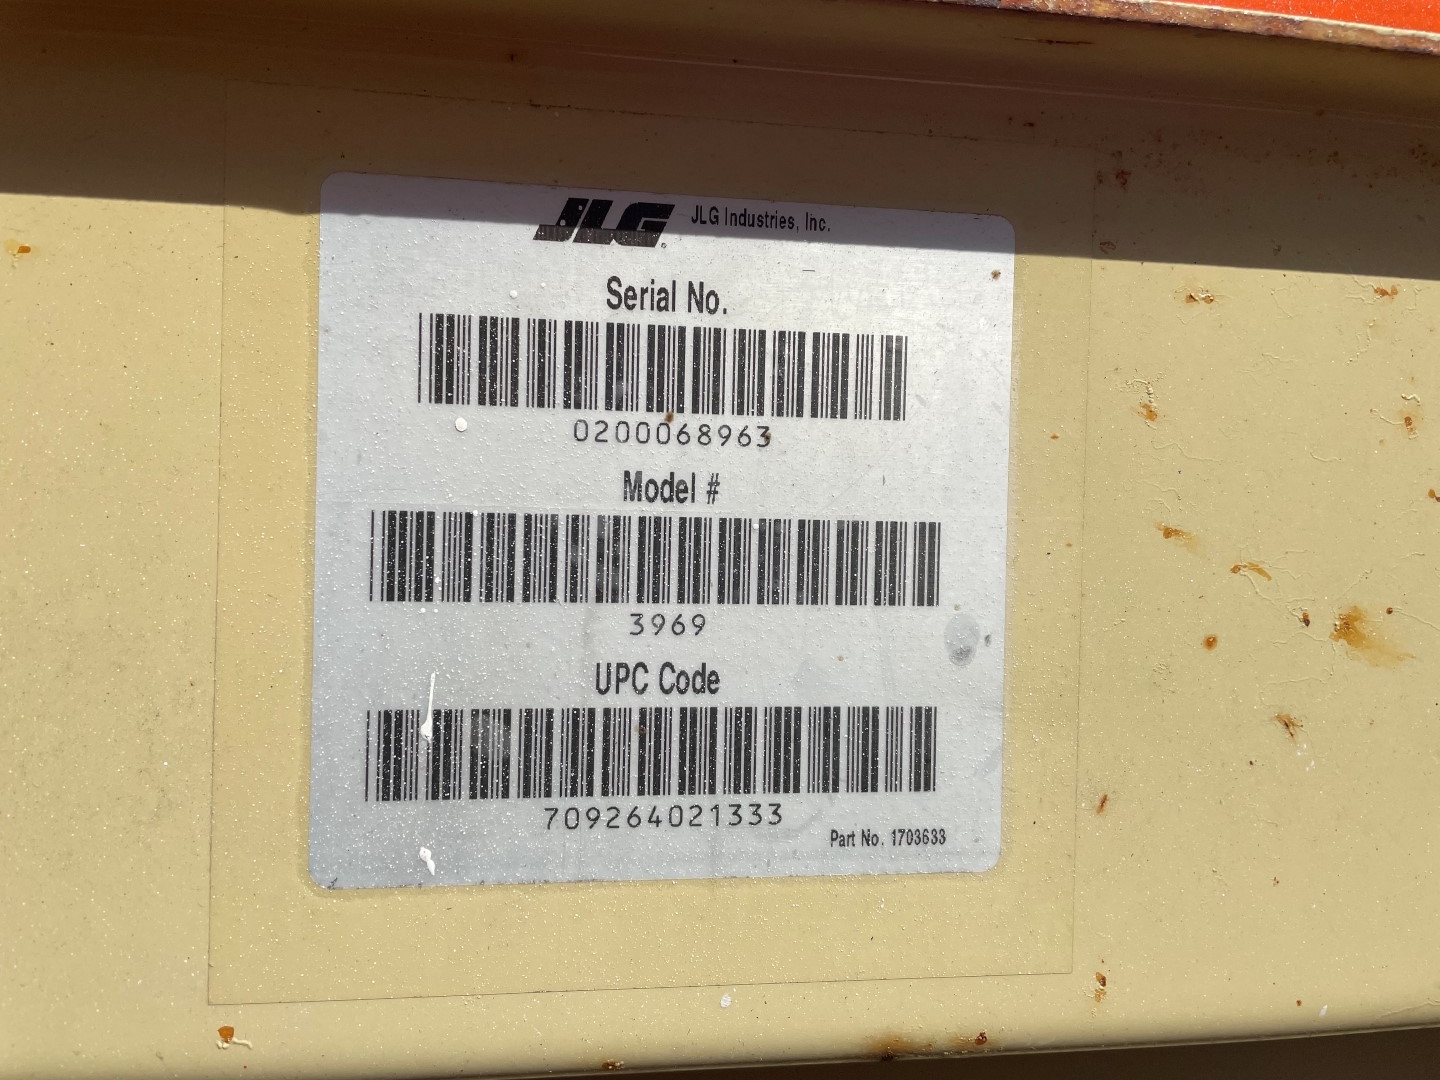 JLG JLG Industries, Inc.
Serial No.
0200068963
Model #
3969
UPC Code
709264021333
Part No. 1703633